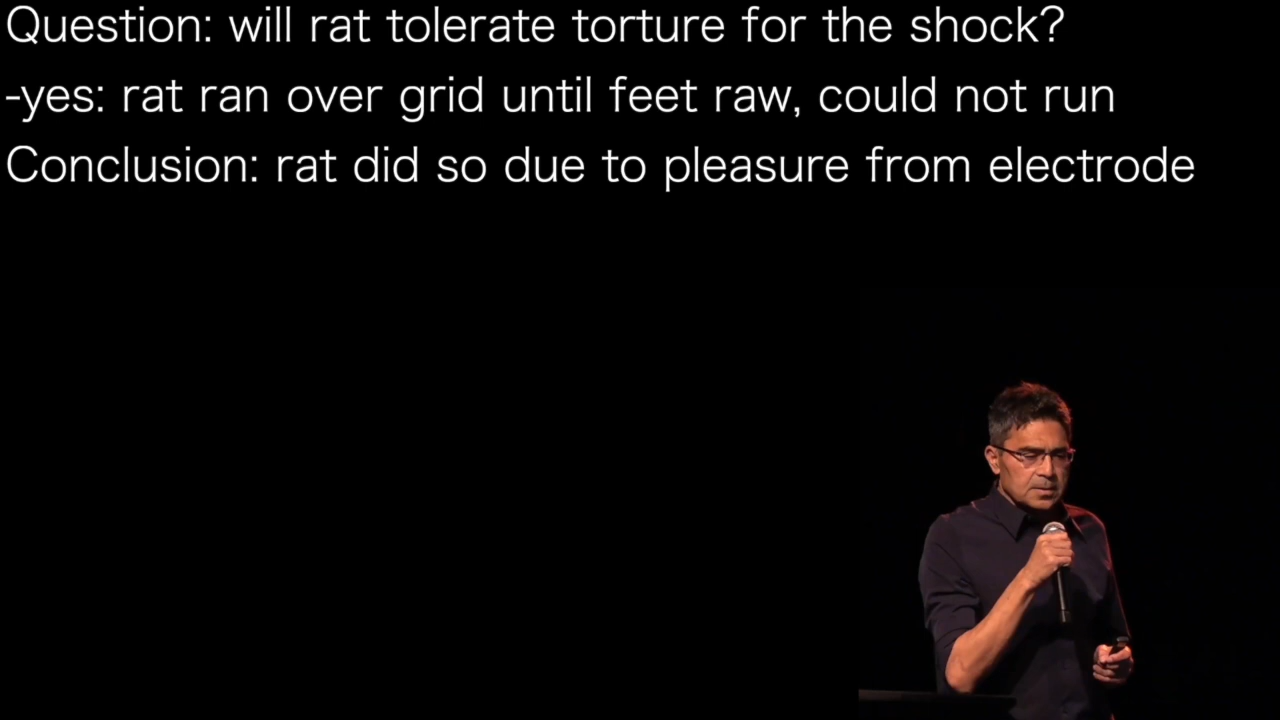 Question: will rat tolerate torture for the shock?
-yes: rat ran over grid until feet raw, could not run
Conclusion: rat did so due to pleasure from electrode